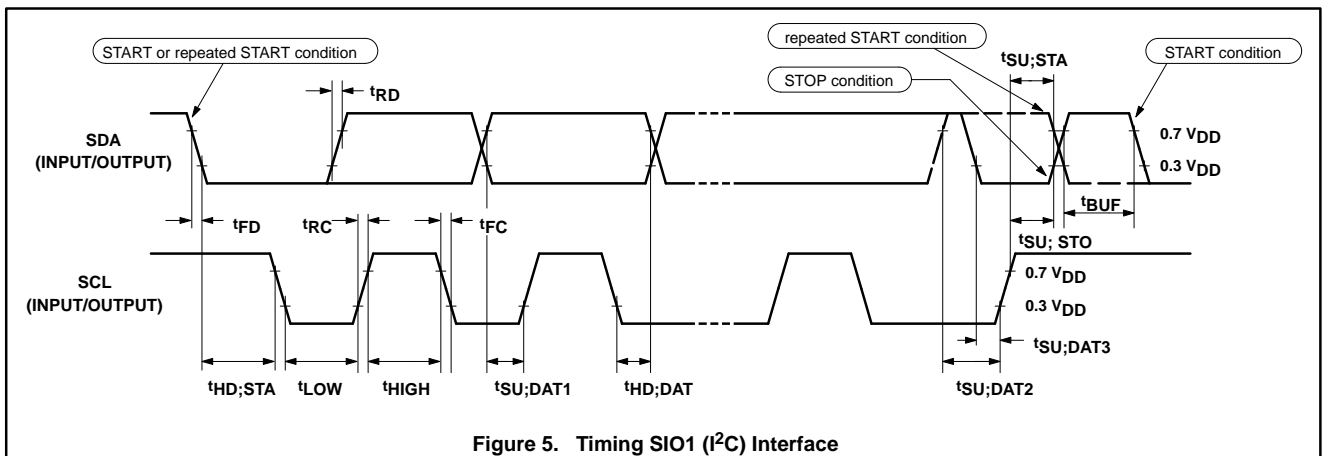 START or repeated START condition
repeated START condition
START condition
tSU;STA
STOP condition
tRD
SDA
(INPUT/OUTPUT)
0.7 VDD
0.3 VDD
tFD
tRC
tFC
tBUF
tSU; STO
SCL
(INPUT/OUTPUT)
0.7 VDD
0.3 VDD
tSU;DAT3
tHD;STA
tLOW
tHIGH
tSU;DAT1
tHD;DAT
tSU;DAT2
Figure 5. Timing SIO1 (I2C) Interface